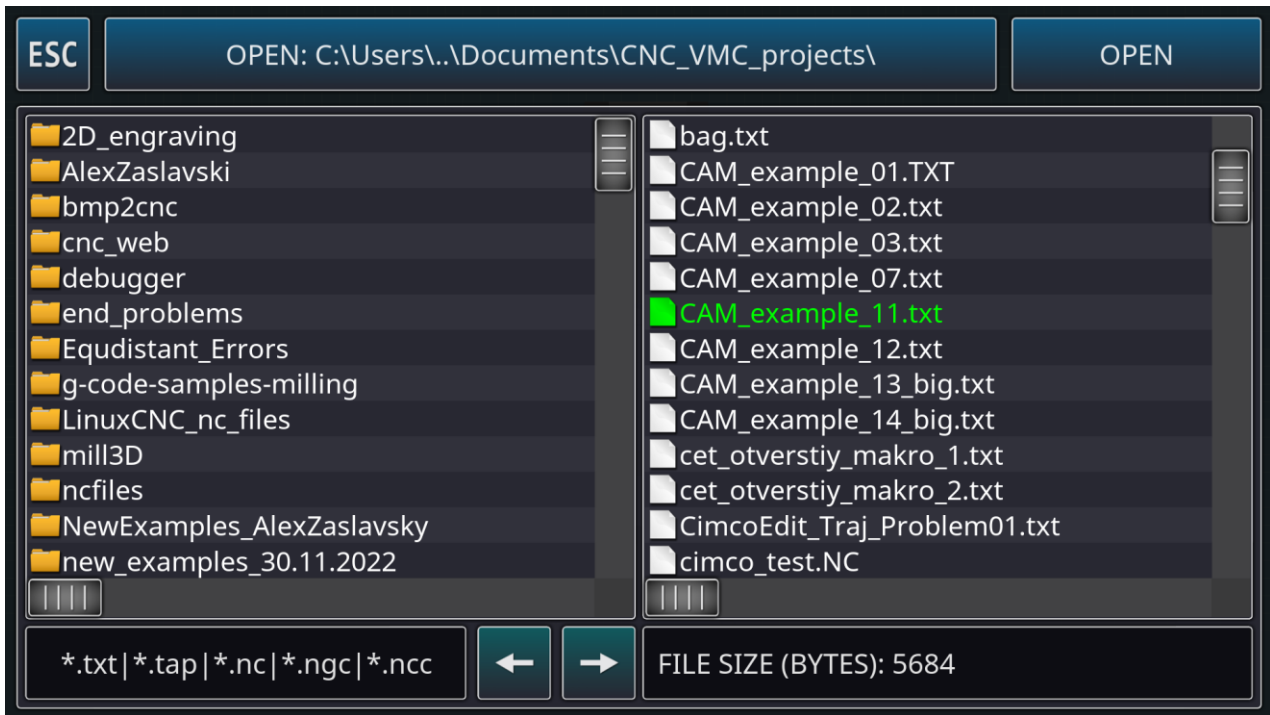 ESC
OPEN: C:\Users\..\Documents\CNC_VMC_projects\
OPEN
2D_engraving
AlexZaslavski
bmp2cnc
cnc_web
debugger
end_problems
Equdistant_Errors
g-code-samples-milling
LinuxCNC_nc_files
mill3D
ncfiles
NewExamples_AlexZaslavsky
new_examples_30.11.2022
bag.txt
CAM_example_01.TXT
CAM_example_02.txt
CAM_example_03.txt
CAM_example_07.txt
CAM_example_11.txt
CAM_example_12.txt
CAM_example_13_big.txt
CAM_example_14_big.txt
cet_otverstiy_makro_1.txt
cet_otverstiy_makro_2.txt
CimcoEdit_Traj_Problem01.txt
cimco_test.NC
*.txt|*.tap|*.nc|*.ngc|*.ncc
FILE SIZE (BYTES): 5684